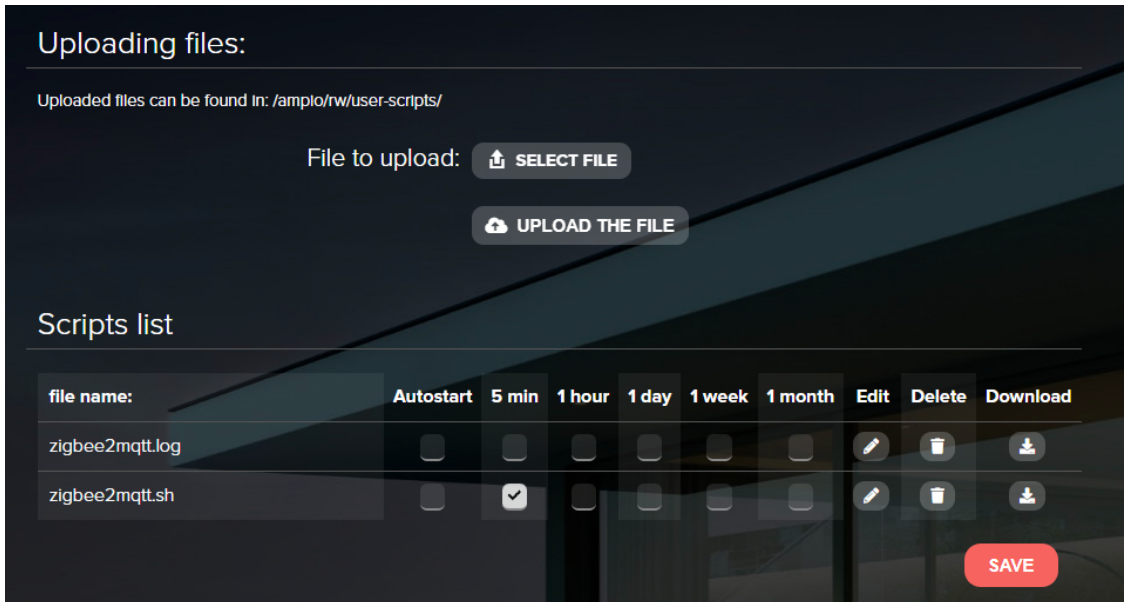 Uploading files:
Uploaded files can be found in: /ampio/rw/user-scripts/
File to upload: SELECT FILE
UPLOAD THE FILE
Scripts list
file name: Autostart 5 min 1 hour 1 day 1 week 1 month Edit Delete Download
zigbee2mqtt.log
zigbee2mqtt.sh
SAVE